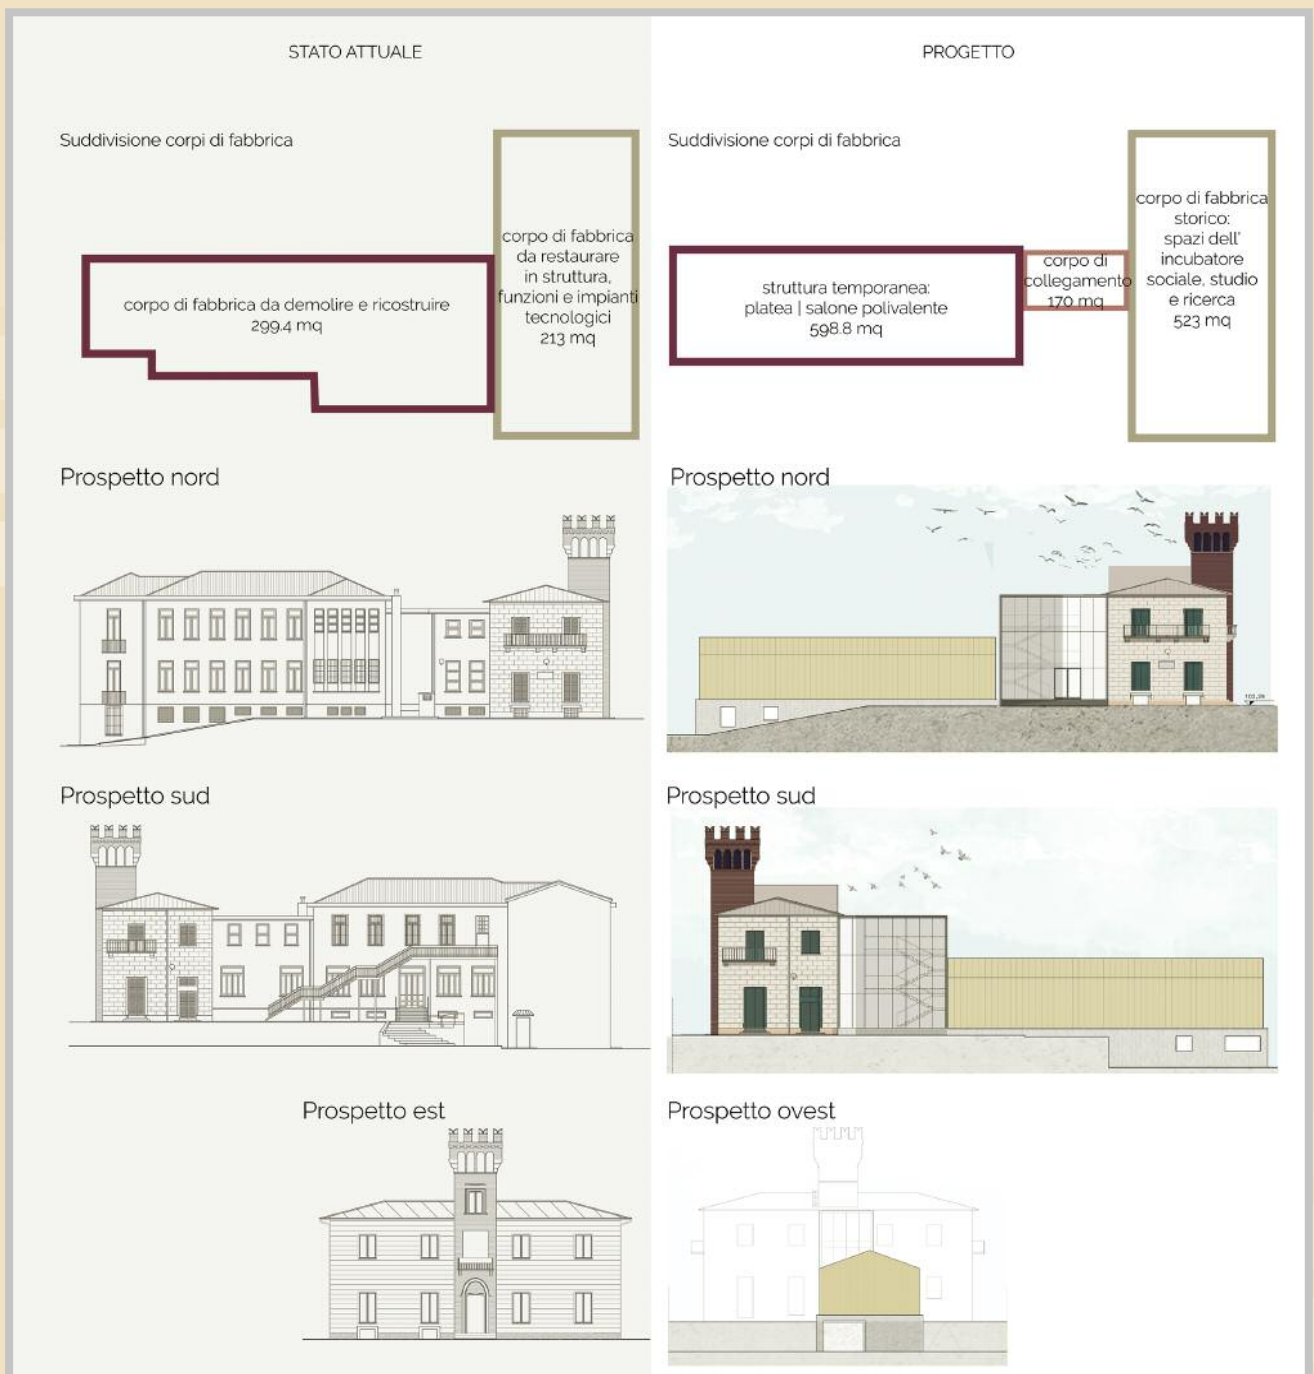 STATO ATTUALE
Suddivisione corpi di fabbrica
corpo di fabbrica da demolire e ricostruire
299.4 mq
corpo di fabbrica
da restaurare
in struttura,
funzioni e impianti
tecnologici
213 mq
Prospetto nord
Prospetto sud
Prospetto est
PROGETTO
Suddivisione corpi di fabbrica
struttura temporanea:
platea | salone polivalente
598.8 mq
corpo di
collegamento
170 mq
corpo di fabbrica
storico:
spazi dell'
incubatore
sociale, studio
e ricerca
523 mq
Prospetto nord
Prospetto sud
Prospetto ovest